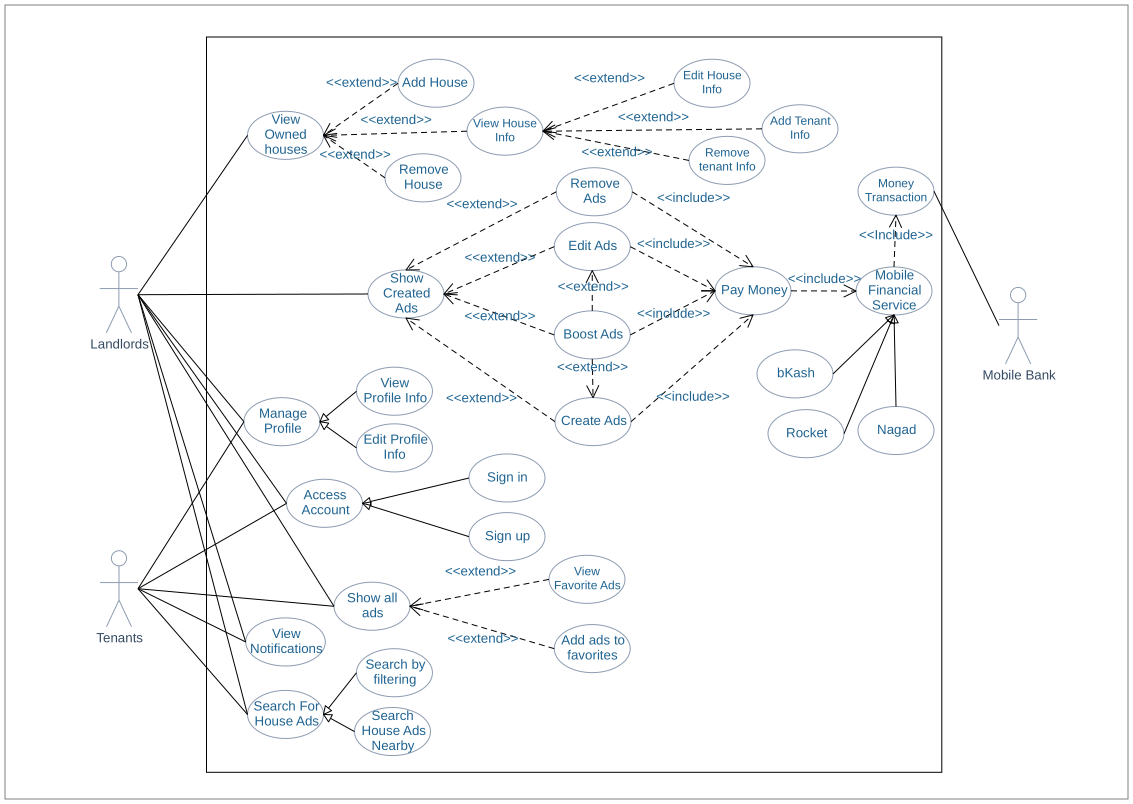 <<extend>>
Add House
<<extend>>
Edit House
Info
<<extend>>
View
Owned
houses
View House
Info
<<extend>>
Add Tenant
Info
<<extend>>
Remove
House
<<extend>>
Remove
tenant Info
Remove
Ads
Money
Transaction
<<extend>>
<<include>>
<<extend>>
Edit Ads
<<include>>
<<Include>>
Show
Created
Ads
<<extend>>
Pay Money
<<include>>
Mobile
Financial
Service
<<extend>>
Boost Ads
<<include>>
Landlords
<<extend>>
bKash
Mobile Bank
<<extend>>
Create Ads
<<include>>
Rocket
Nagad
View
Profile Info
Manage
Profile
Edit Profile
Info
Sign in
Access
Account
Sign up
<<extend>>
View
Favorite Ads
Show all
ads
Tenants
<<extend>>
Add ads to
favorites
View
Notifications
Search by
filtering
Search For
House Ads
Search
House Ads
Nearby